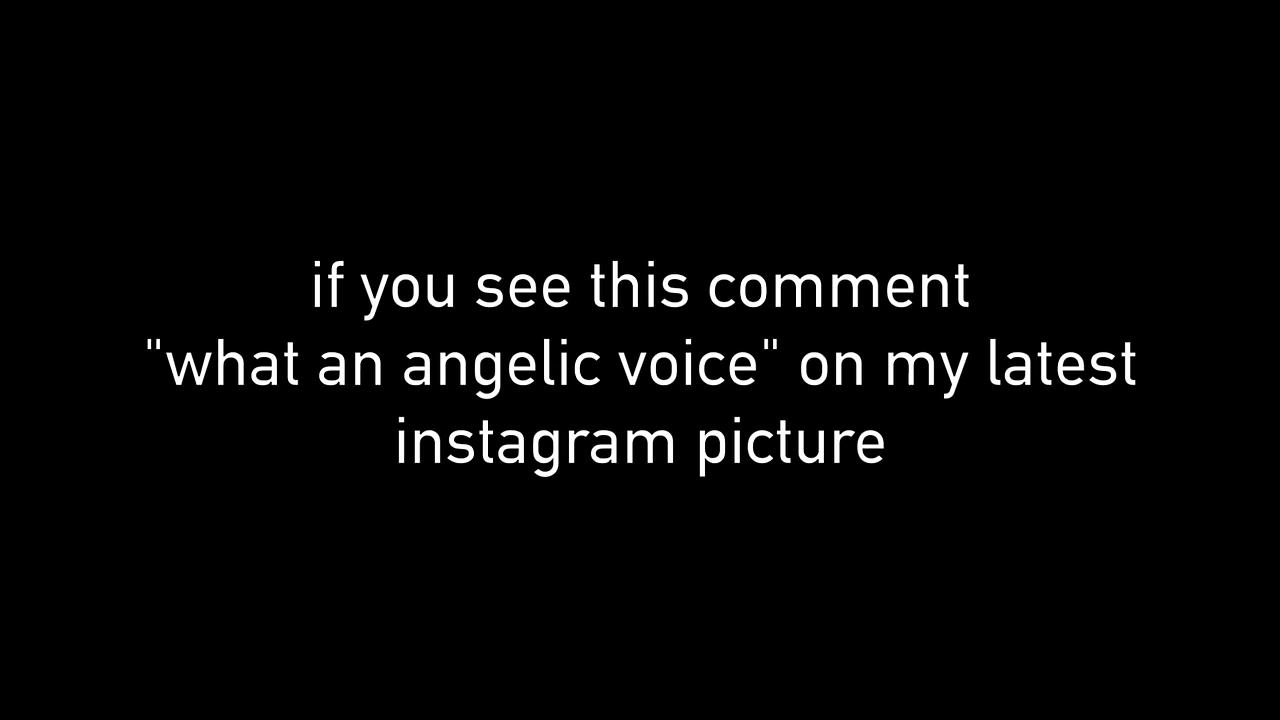 if you see this comment
"what an angelic voice" on my latest
instagram picture